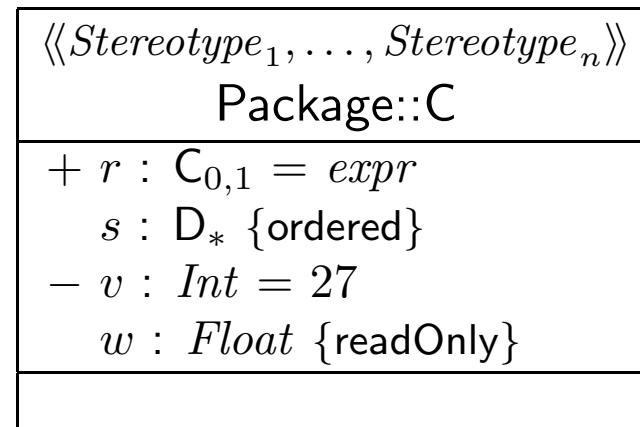 ⟪Stereotype₁, . . . , Stereotypeₙ⟫
Package::C
+ r : C₀,₁ = expr
s : D∗ {ordered}
− v : Int = 27
w : Float {readOnly}